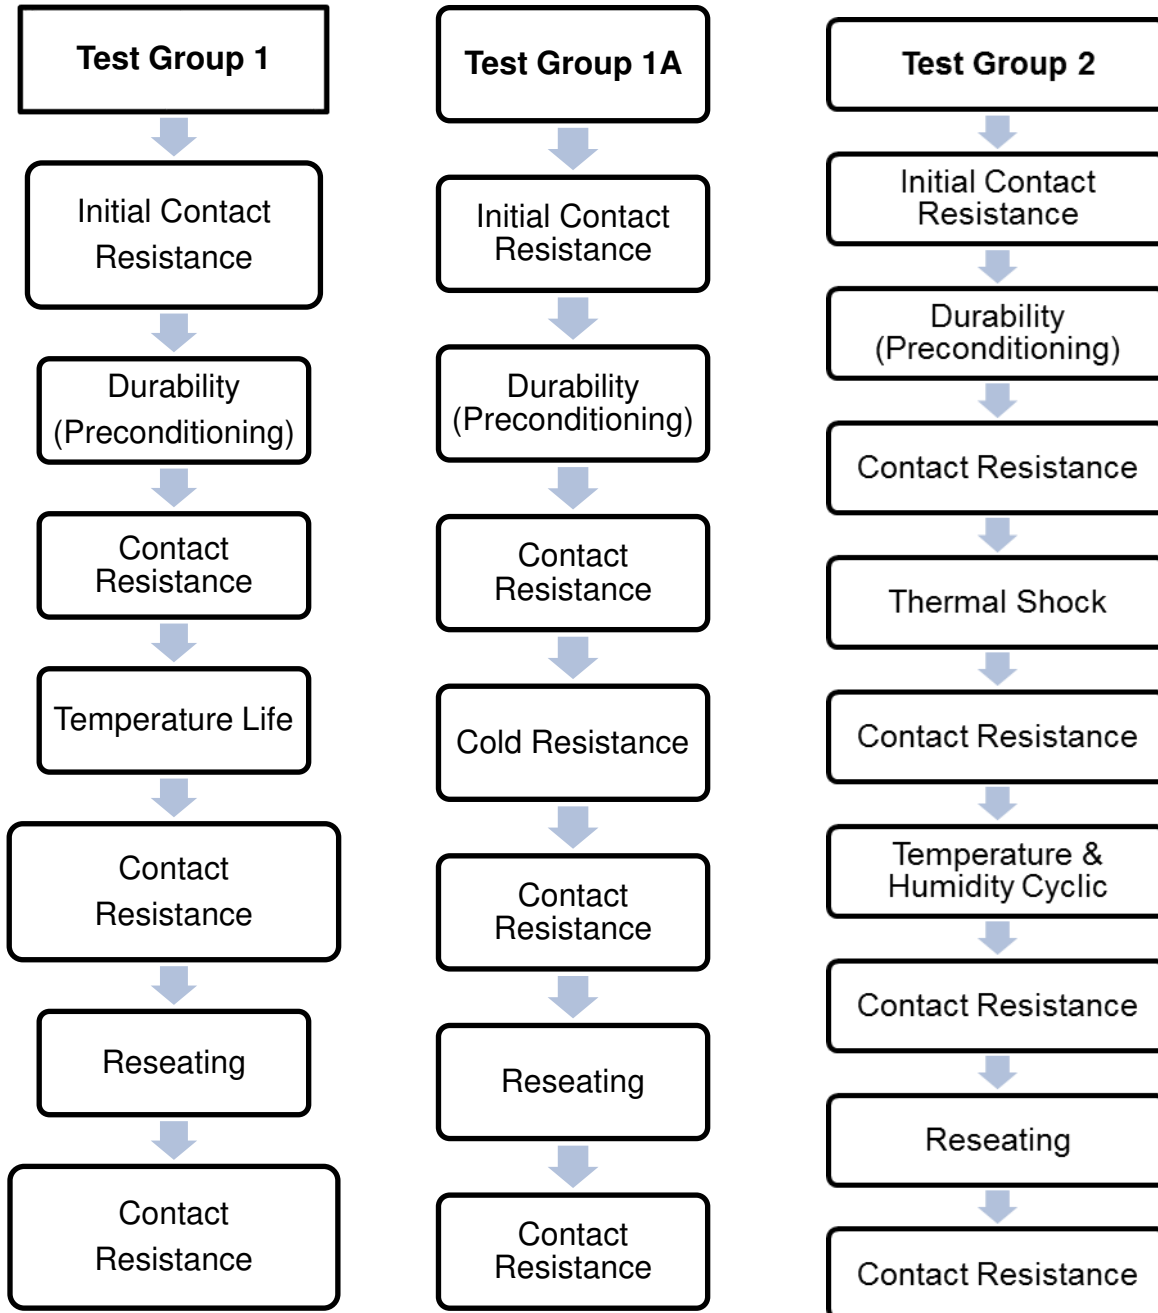 Test Group 1
Initial Contact
Resistance
Durability
(Preconditioning)
Contact
Resistance
Temperature Life
Contact
Resistance
Reseating
Contact
Resistance
Test Group 1A
Initial Contact
Resistance
Durability
(Preconditioning)
Contact
Resistance
Cold Resistance
Contact
Resistance
Reseating
Contact
Resistance
Test Group 2
Initial Contact
Resistance
Durability
(Preconditioning)
Contact Resistance
Thermal Shock
Contact Resistance
Temperature &
Humidity Cyclic
Contact Resistance
Reseating
Contact Resistance